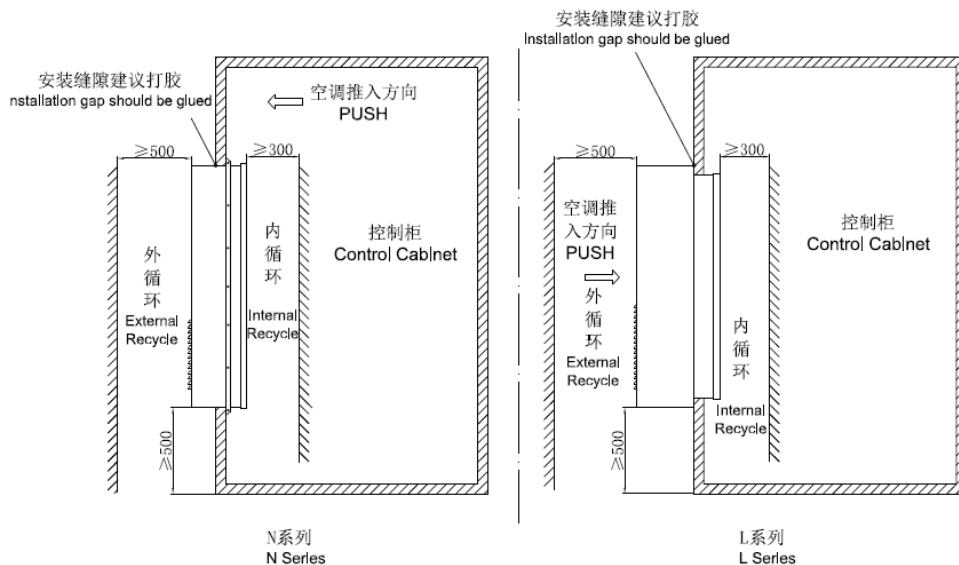 安装缝隙建议打胶
nstallation gap should be glued
空调推入方向
PUSH
≥500
≥300
外
循
环
External
Recycle
内
循
环
Internal
Recycle
控制柜
Control Cabinet
≥500
N系列
N Series
安装缝隙建议打胶
Installation gap should be glued
≥500
≥300
空调推
入方向
PUSH
外
循
环
External
Recycle
内
循
环
Internal
Recycle
控制柜
Control Cabinet
≥500
L系列
L Series